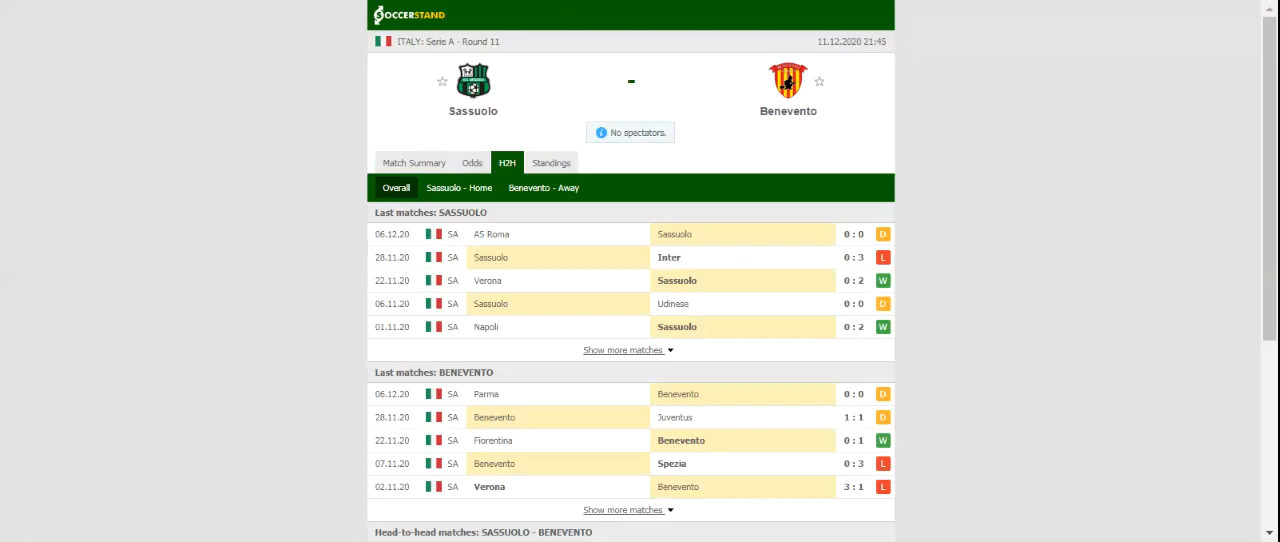 SOCCERSTAND
ITALY: Serie A - Round 11 11.12.2020 21:45
-
Sassuolo Benevento
No spectators.
Match Summary Odds H2H Standings
Overall Sassuolo - Home Benevento - Away
Last matches: SASSUOLO
06.12.20 SA AS Roma Sassuolo 0 : 0 D
28.11.20 SA Sassuolo Inter 0 : 3 L
22.11.20 SA Verona Sassuolo 0 : 2 W
06.11.20 SA Sassuolo Udinese 0 : 0 D
01.11.20 SA Napoli Sassuolo 0 : 2 W
Show more matches
Last matches: BENEVENTO
06.12.20 SA Parma Benevento 0 : 0 D
28.11.20 SA Benevento Juventus 1 : 1 D
22.11.20 SA Fiorentina Benevento 0 : 1 W
07.11.20 SA Benevento Spezia 0 : 3 L
02.11.20 SA Verona Benevento 3 : 1 L
Show more matches
Head-to-head matches: SASSUOLO - BENEVENTO